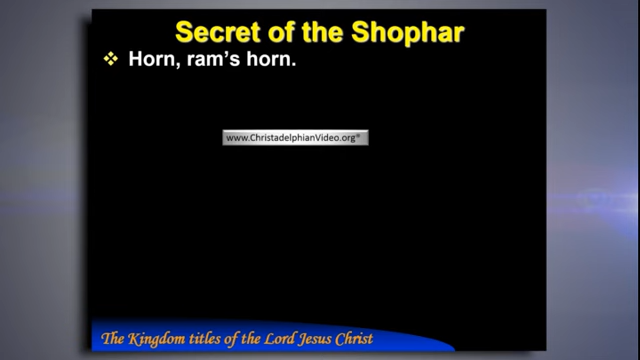 Secret of the Shophar
❖ Horn, ram's horn.
www.ChristadelphianVideo.org®
The Kingdom titles of the Lord Jesus Christ